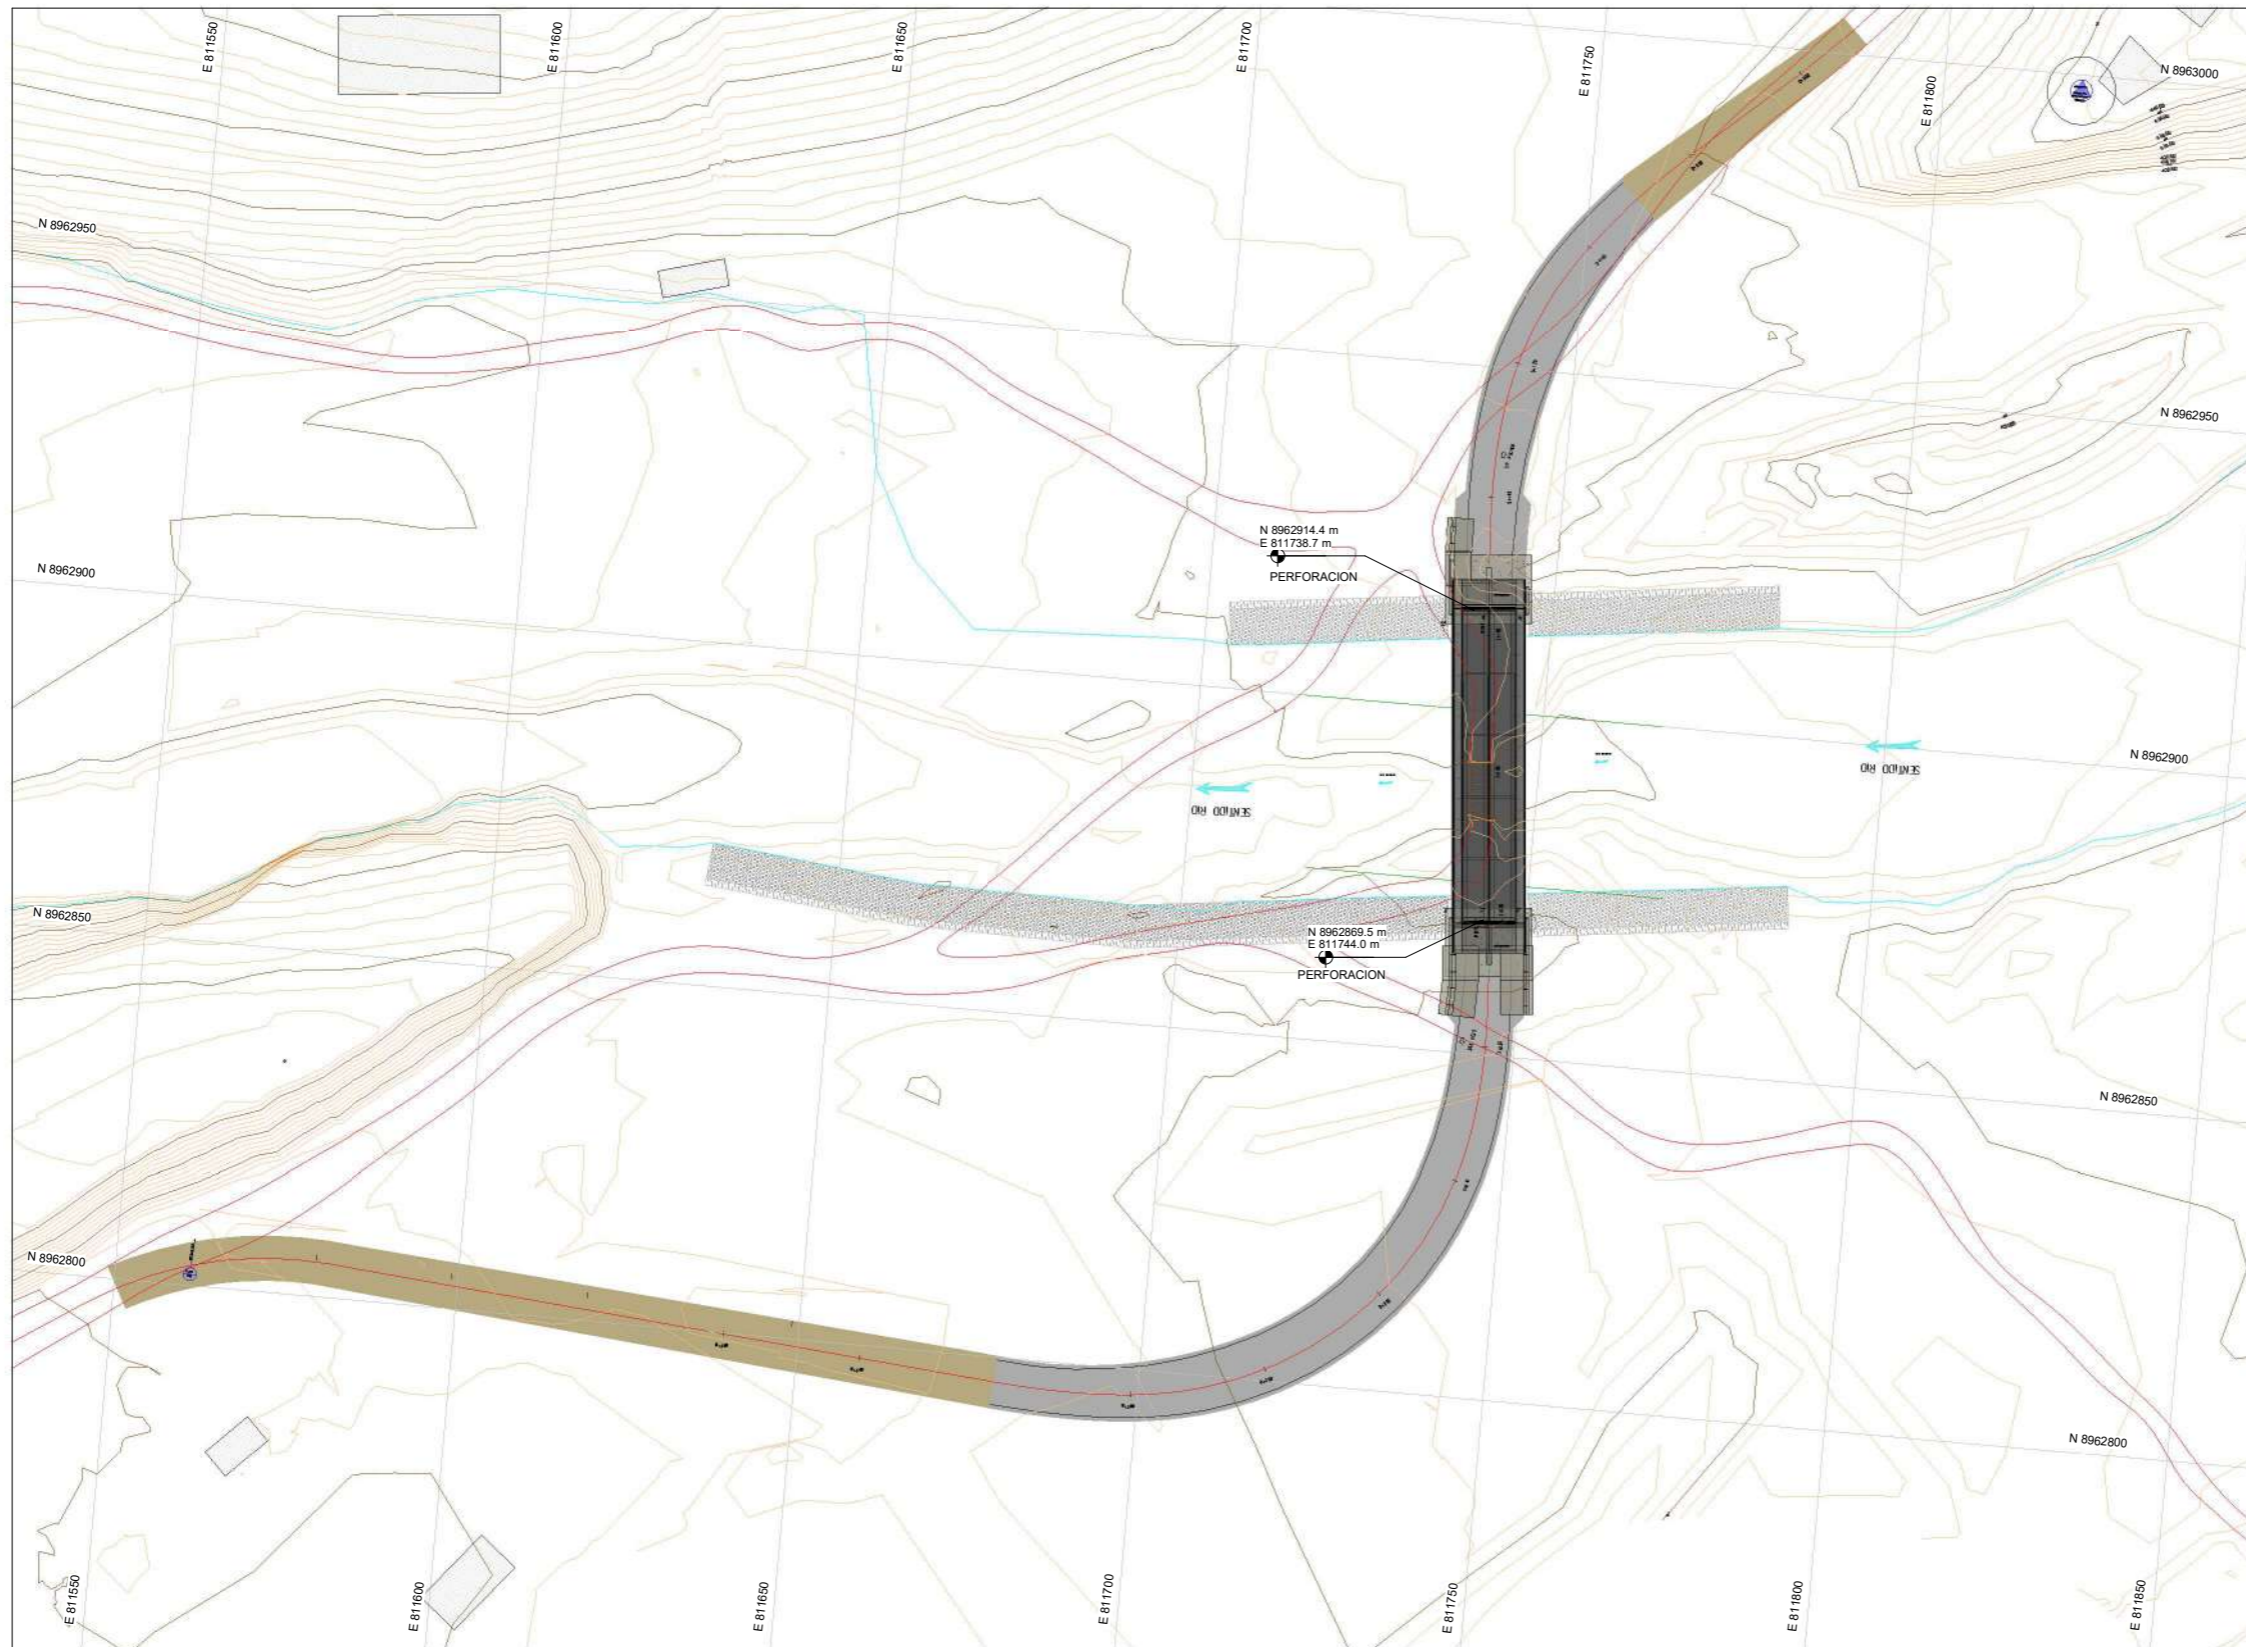 E 811550
E 811600
E 811650
E 811700
E 811750
E 811800
N 8963000
N 8962950
N 8962950
N 8962914.4 m
E 811738.7 m
PERFORACION
N 8962900
N 8962900
SENTIDO RIO
SENTIDO RIO
N 8962850
N 8962869.5 m
E 811744.0 m
PERFORACION
N 8962850
N 8962800
N 8962800
E 811550
E 811600
E 811650
E 811700
E 811750
E 811800
E 811850